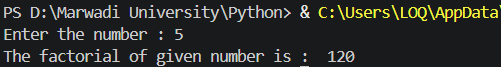 PS D:\Marwadi University\Python> & C:\Users\LOQ\AppData\
Enter the number : 5
The factorial of given number is :  120